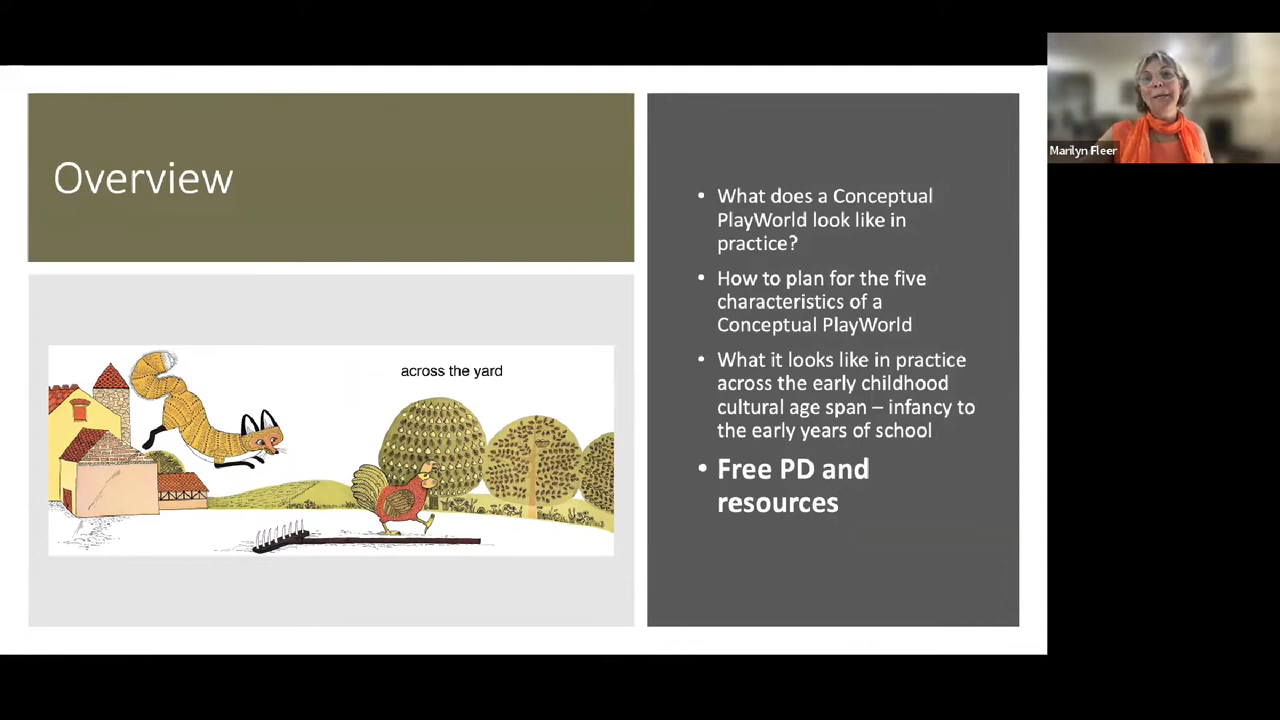 Overview
across the yard
• What does a Conceptual
PlayWorld look like in
practice?
• How to plan for the five
characteristics of a
Conceptual PlayWorld
• What it looks like in practice
across the early childhood
cultural age span – infancy to
the early years of school
• Free PD and
resources
Marilyn Fleer